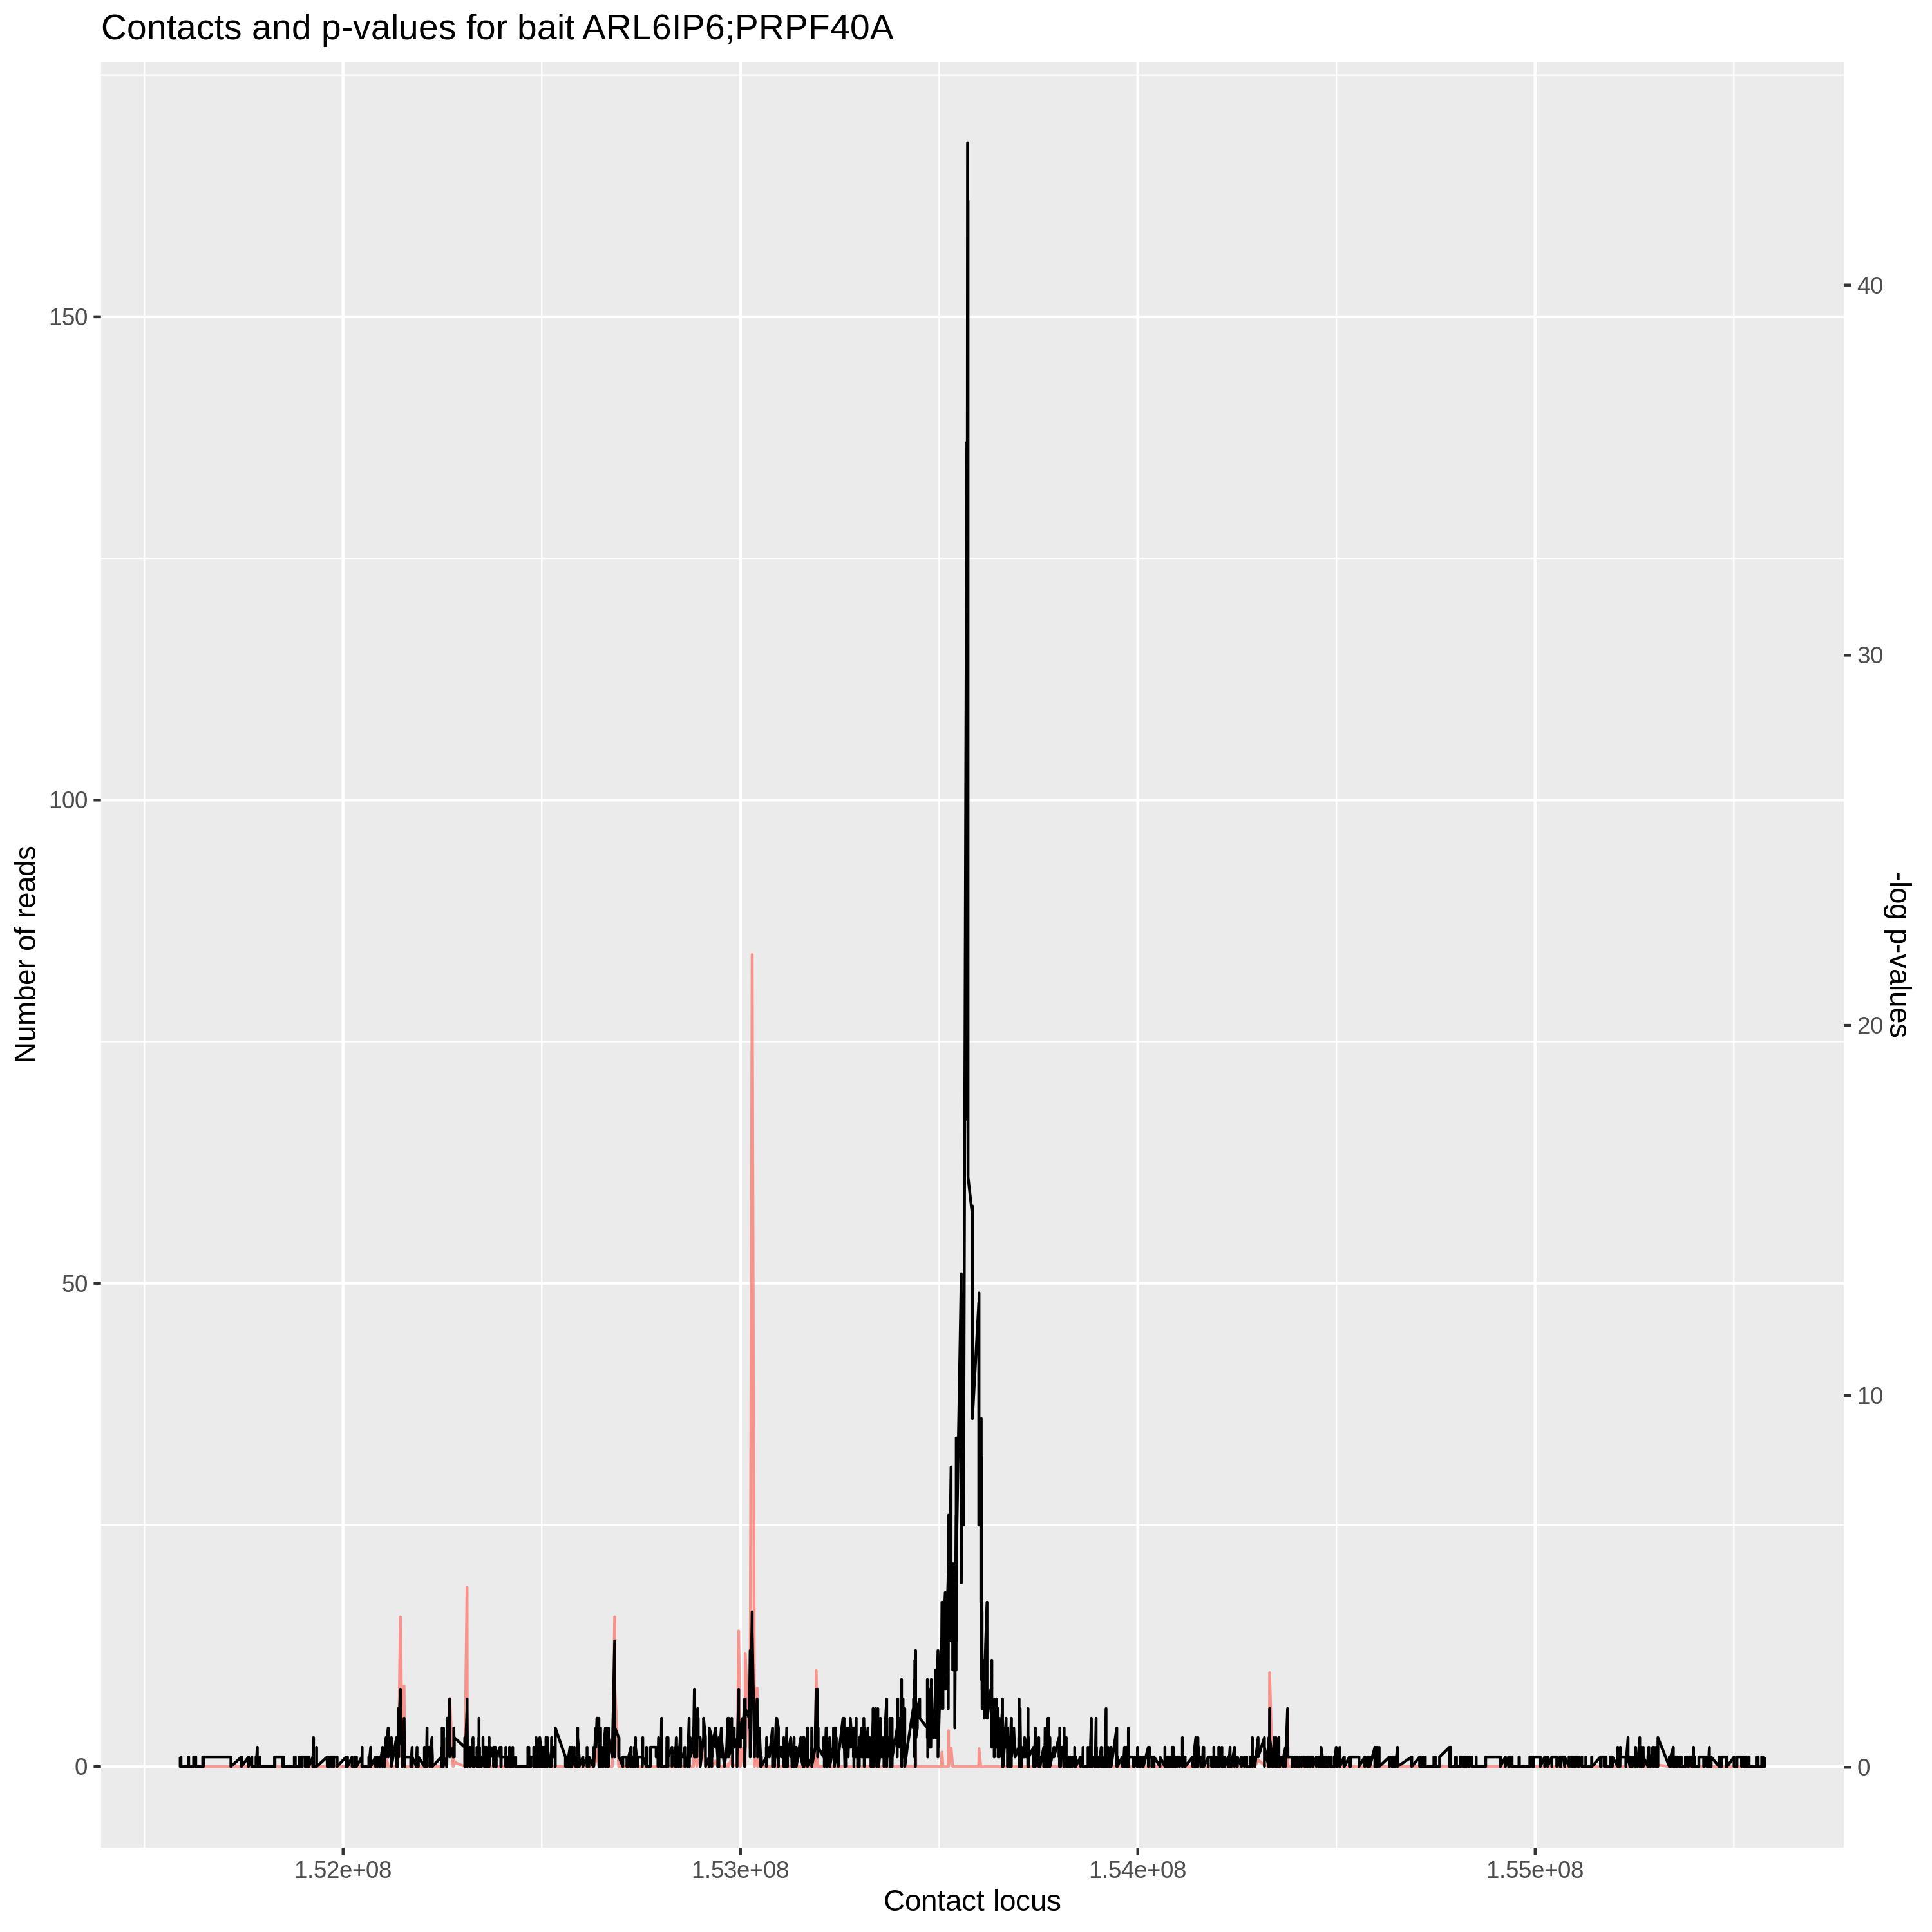 Contacts and p-values for bait ARL6IP6;PRPF40A
Number of reads
150
100
50
0
40
30
20
10
0
-log p-values
1.52e+08
1.53e+08
1.54e+08
1.55e+08
Contact locus